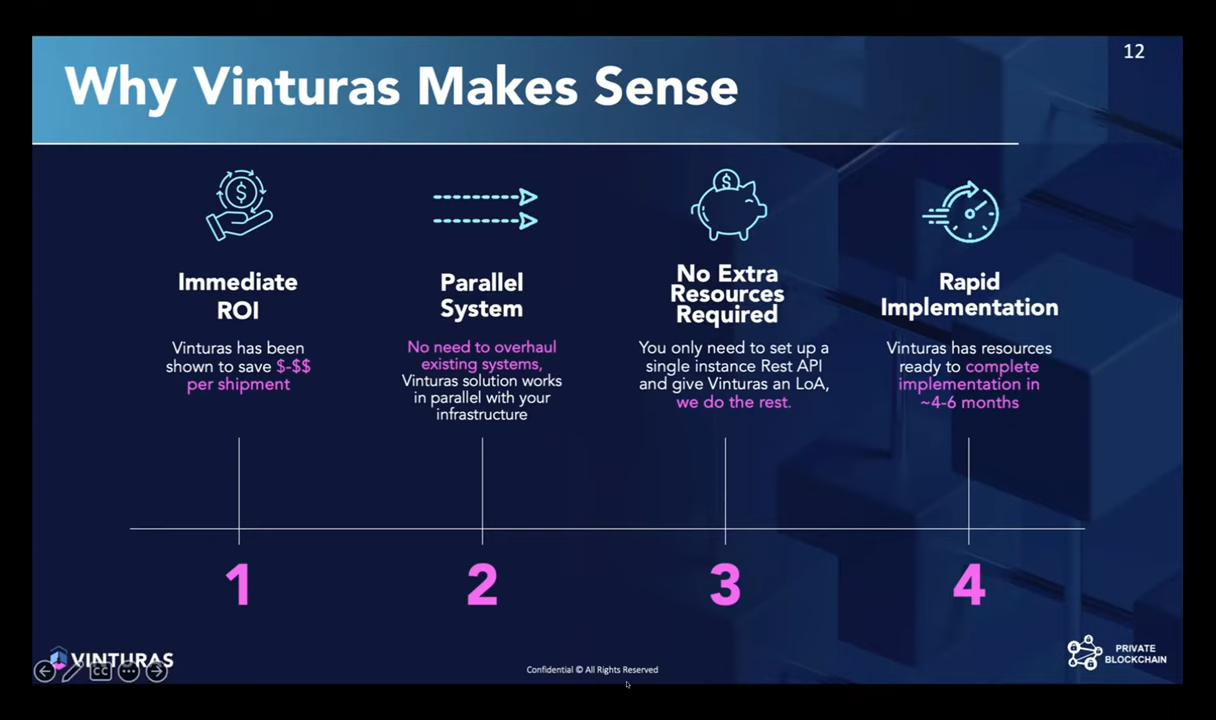 12
Why Vinturas Makes Sense
Immediate
ROI
Vinturas has been
shown to save $-$$
per shipment
Parallel
System
No need to overhaul
existing systems,
Vinturas solution works
in parallel with your
infrastructure
No Extra
Resources
Required
You only need to set up a
single instance Rest API
and give Vinturas an LoA,
we do the rest.
Rapid
Implementation
Vinturas has resources
ready to complete
implementation in
~4-6 months
1
2
3
4
VINTURAS
CC
Confidential © All Rights Reserved
PRIVATE
BLOCKCHAIN